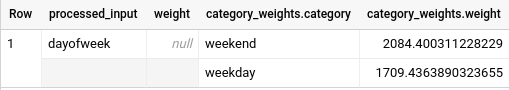 Row processed_input weight category_weights.category category_weights.weight
1 dayofweek null weekend 2084.400311228229
weekday 1709.4363890323655